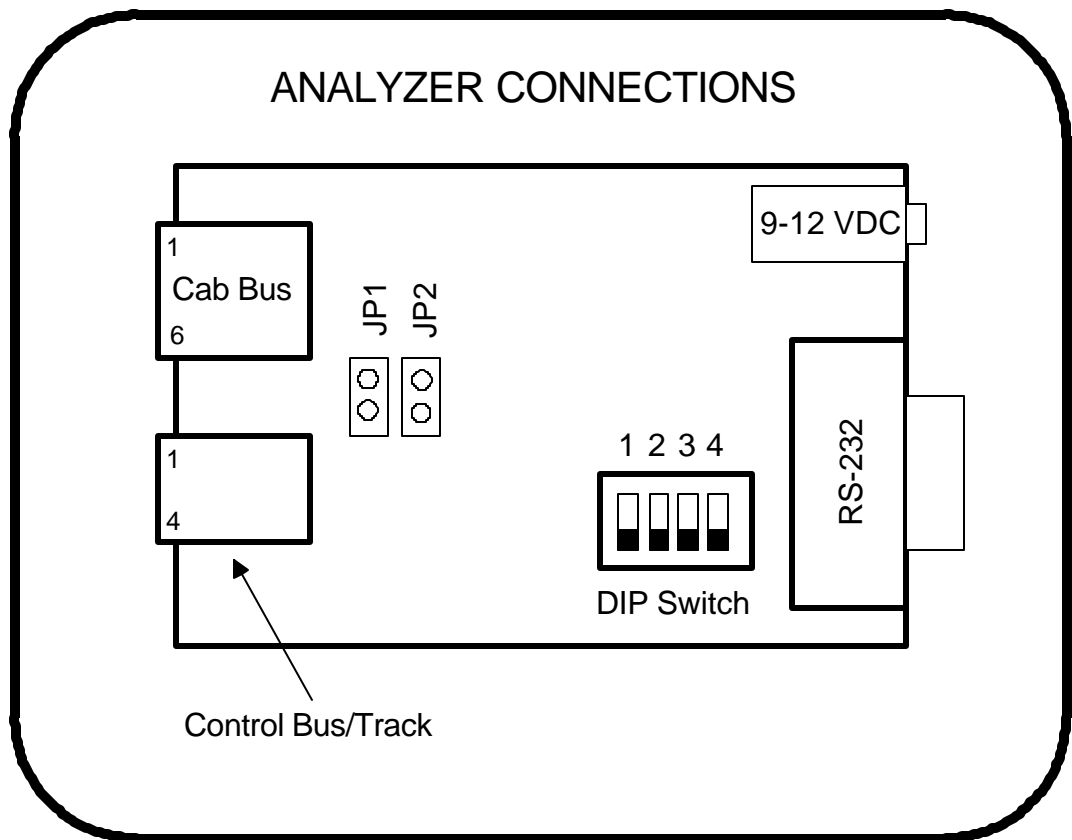 ANALYZER CONNECTIONS
9-12 VDC
1
Cab Bus
6
JP1
JP2
1
4
1 2 3 4
DIP Switch
RS-232
Control Bus/Track